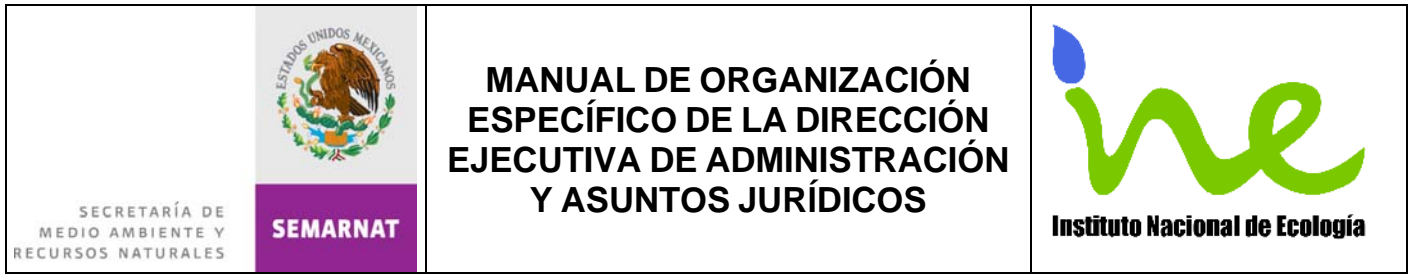 ESTADOS UNIDOS MEXICANOS
SECRETARÍA DE
MEDIO AMBIENTE Y
RECURSOS NATURALES
SEMARNAT
MANUAL DE ORGANIZACIÓN
ESPECÍFICO DE LA DIRECCIÓN
EJECUTIVA DE ADMINISTRACIÓN
Y ASUNTOS JURÍDICOS
ine
Instituto Nacional de Ecología